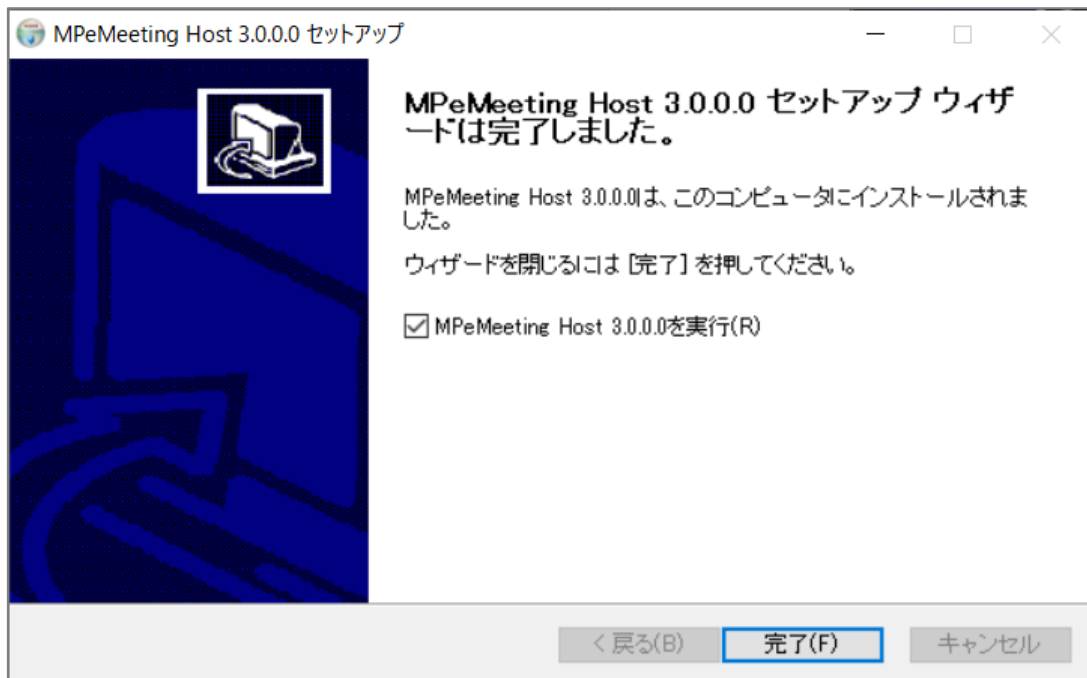 MPeMeeting Host 3.0.0.0 セットアップ
MPeMeeting Host 3.0.0.0 セットアップ ウィザ
ードは完了しました。
MPeMeeting Host 3.0.0.0は、このコンピュータにインストールされま
した。
ウィザードを閉じるには [完了] を押してください。
MPeMeeting Host 3.0.0.0を実行(R)
< 戻る(B)
完了(F)
キャンセル